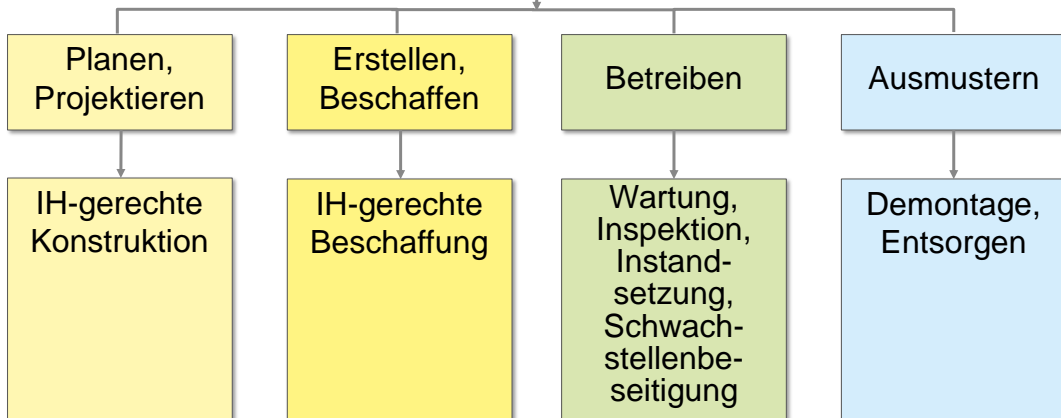 Planen,
Projektieren
Erstellen,
Beschaffen
Betreiben
Ausmustern
IH-gerechte
Konstruktion
IH-gerechte
Beschaffung
Wartung,
Inspektion,
Instand-
setzung,
Schwach-
stellenbe-
seitigung
Demontage,
Entsorgen